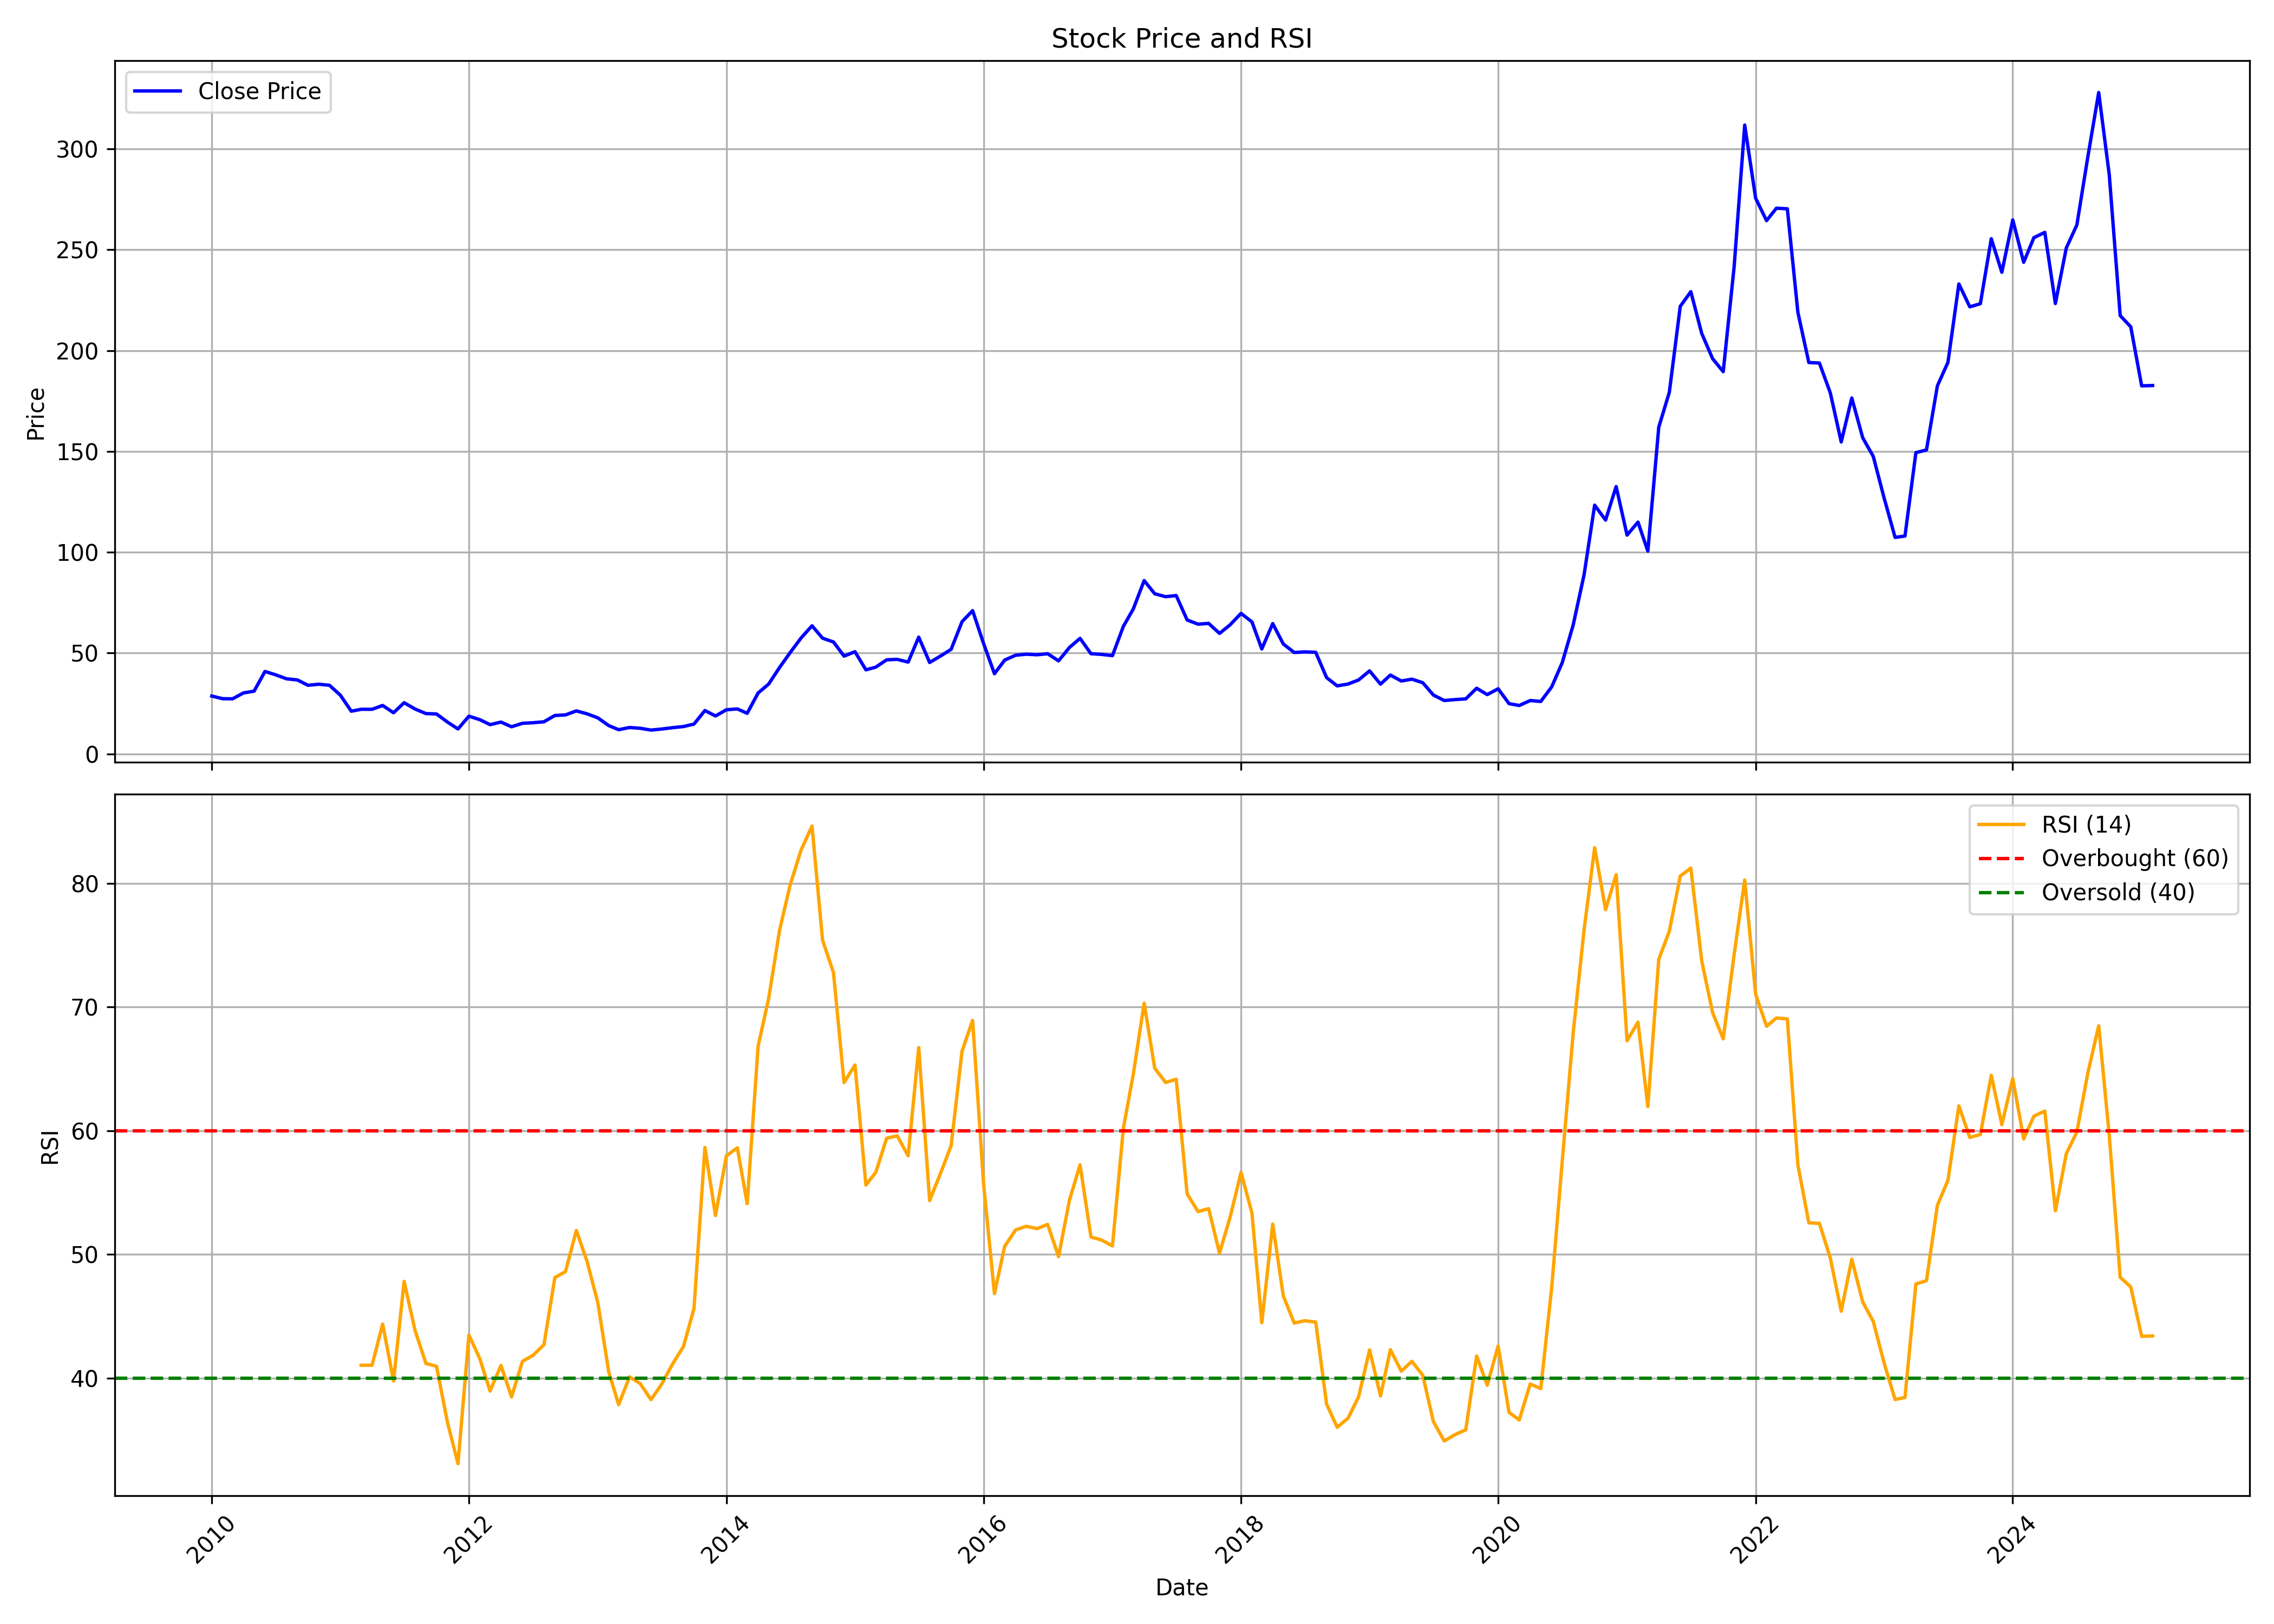 Stock Price and RSI
Close Price
300
250
200
150
100
50
0
Price
RSI (14)
Overbought (60)
Oversold (40)
80
70
60
50
40
RSI
2010
2012
2014
2016
2018
2020
2022
2024
Date